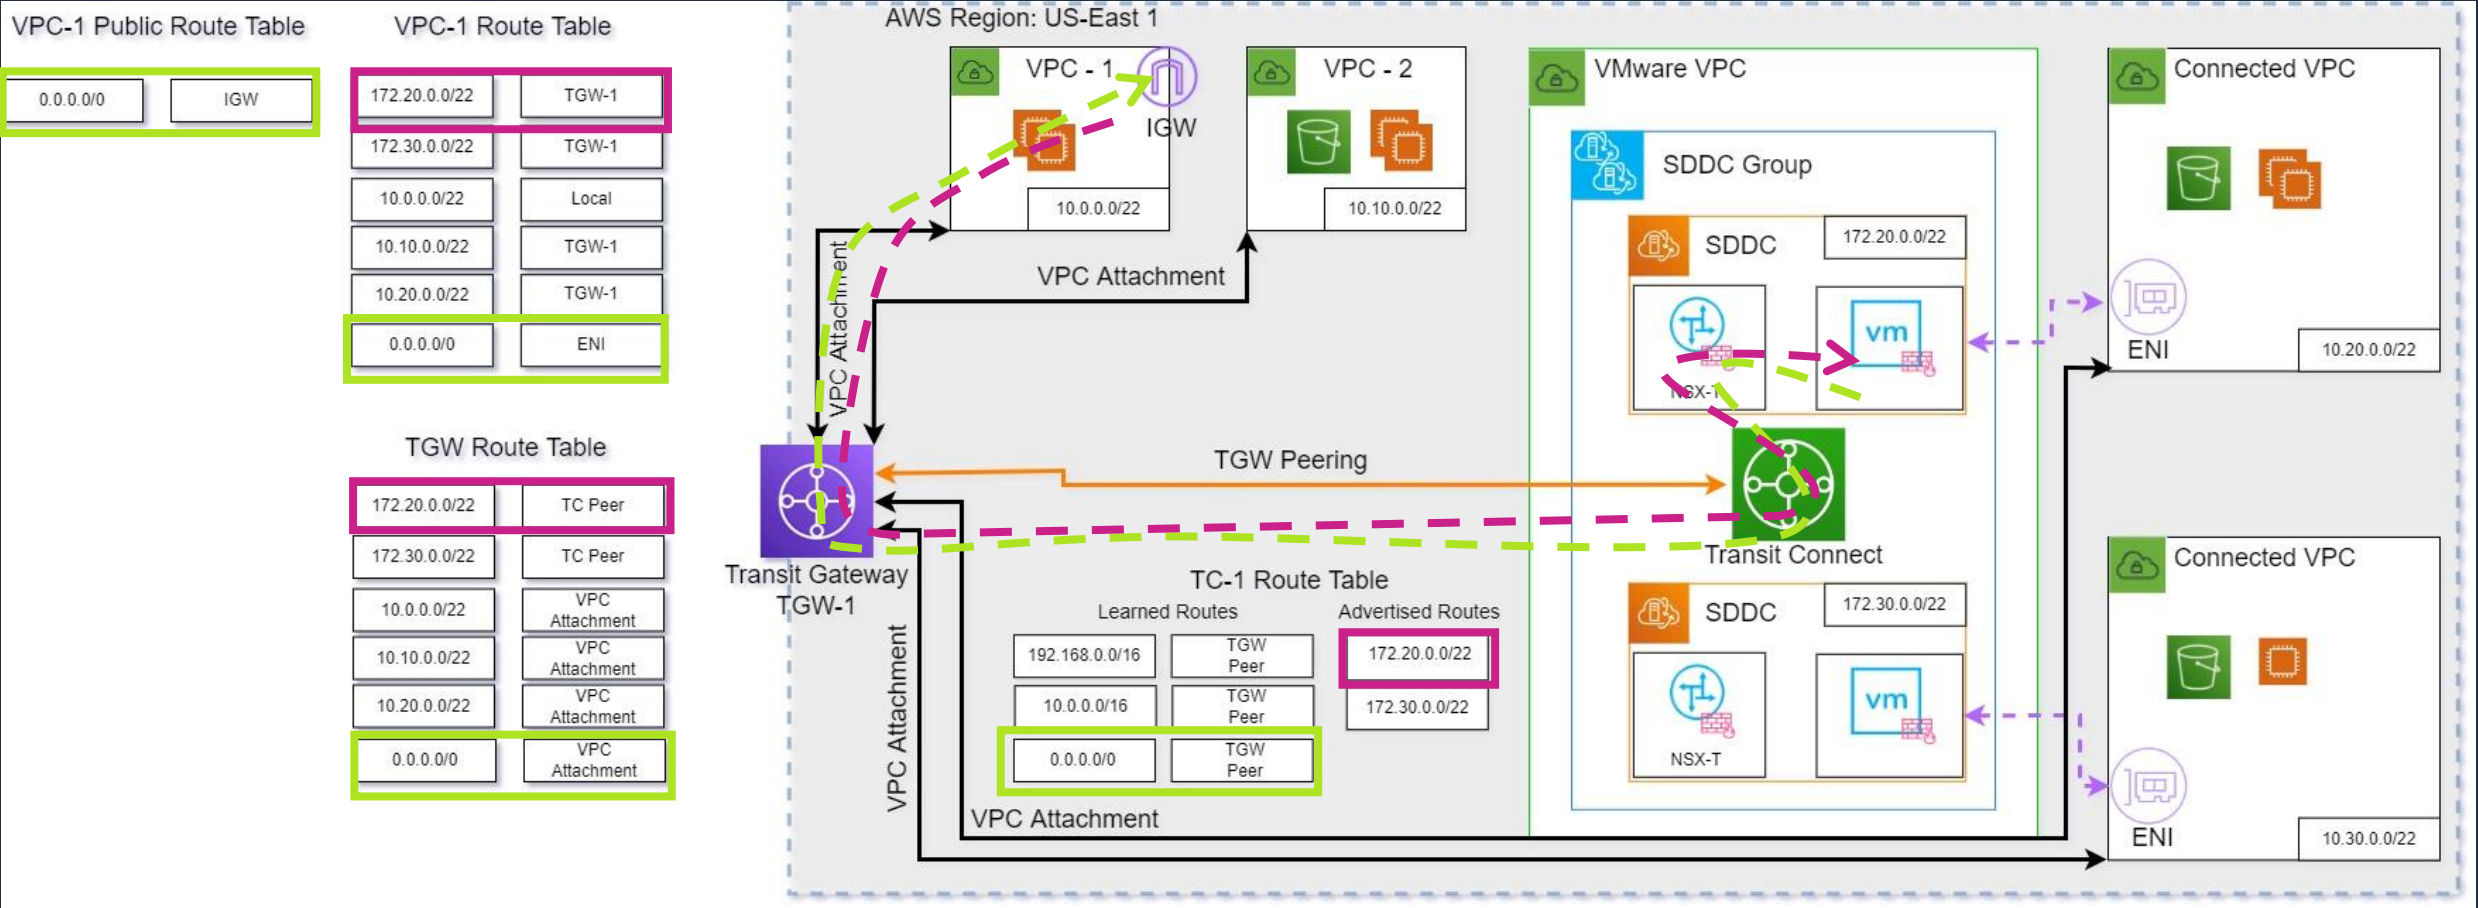 VPC-1 Public Route Table
0.0.0.0/0 IGW
VPC-1 Route Table
172.20.0.0/22 TGW-1
172.30.0.0/22 TGW-1
10.0.0.0/22 Local
10.10.0.0/22 TGW-1
10.20.0.0/22 TGW-1
0.0.0.0/0 ENI
TGW Route Table
172.20.0.0/22 TC Peer
172.30.0.0/22 TC Peer
10.0.0.0/22 VPC
Attachment
10.10.0.0/22 VPC
Attachment
10.20.0.0/22 VPC
Attachment
0.0.0.0/0 VPC
Attachment
AWS Region: US-East 1
VPC - 1
IGW
10.0.0.0/22
VPC - 2
10.10.0.0/22
VPC Attachment
VPC Attachment
TGW Peering
Transit Gateway
TGW-1
VPC Attachment
VPC Attachment
TC-1 Route Table
Learned Routes
192.168.0.0/16 TGW
Peer
10.0.0.0/16 TGW
Peer
0.0.0.0/0 TGW
Peer
Advertised Routes
172.20.0.0/22
172.30.0.0/22
VMware VPC
SDDC Group
SDDC
172.20.0.0/22
NSX-T
vm
Transit Connect
SDDC
172.30.0.0/22
NSX-T
vm
Connected VPC
ENI
10.20.0.0/22
Connected VPC
ENI
10.30.0.0/22